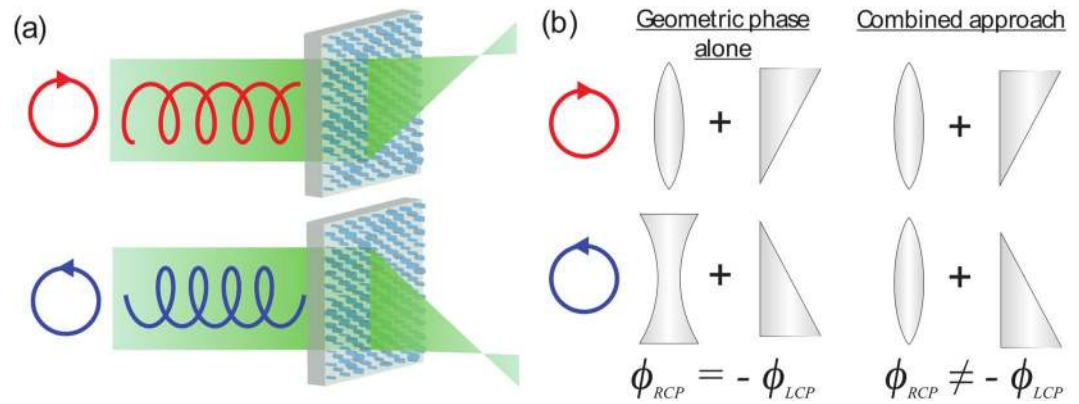 (a)
(b)
Geometric phase
alone
Combined approach
+
+
+
+
ϕRCP = - ϕLCP
ϕRCP ≠ - ϕLCP